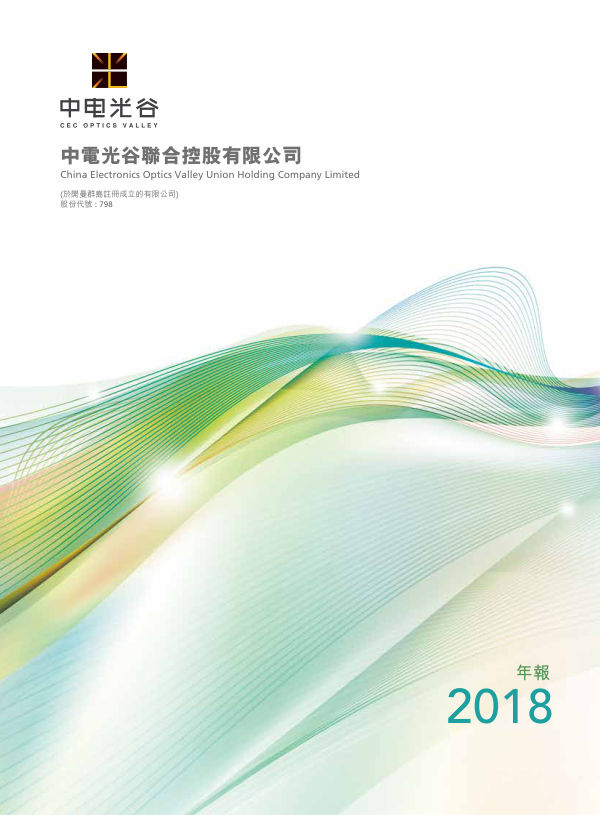 中电光谷
CEC OPTICS VALLEY
中電光谷聯合控股有限公司
China Electronics Optics Valley Union Holding Company Limited
(於開曼群島註冊成立的有限公司)
股份代號 : 798
年報
2018